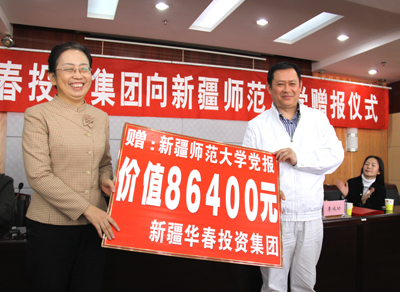 春投资集团向新疆师范大学赠报仪式
赠：新疆师范大学党报
价值86400元
新疆华春投资集团